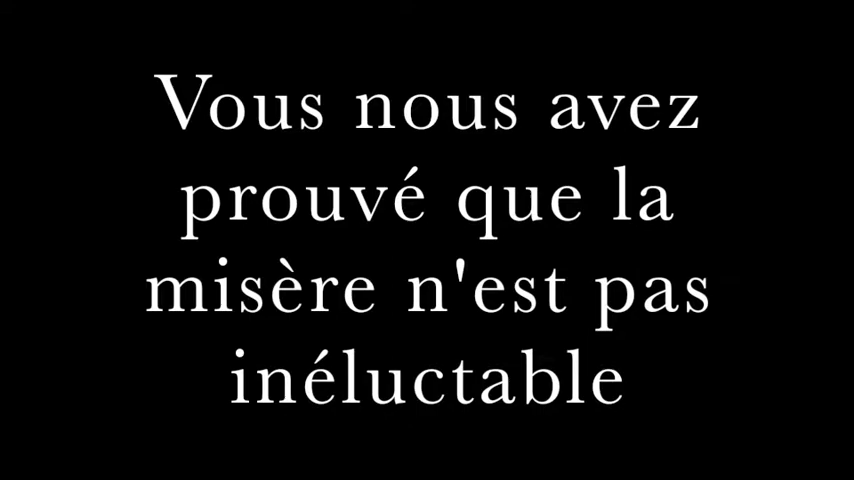 Vous nous avez
prouvé que la
misère n'est pas
inéluctable